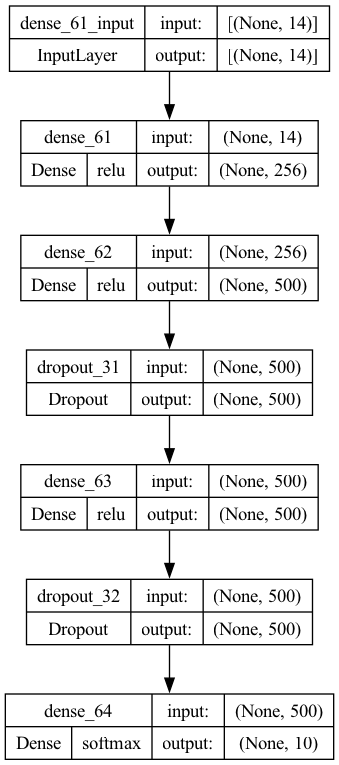 dense_61_input input: [(None, 14)]
InputLayer output: [(None, 14)]
dense_61 input: (None, 14)
Dense relu output: (None, 256)
dense_62 input: (None, 256)
Dense relu output: (None, 500)
dropout_31 input: (None, 500)
Dropout output: (None, 500)
dense_63 input: (None, 500)
Dense relu output: (None, 500)
dropout_32 input: (None, 500)
Dropout output: (None, 500)
dense_64 input: (None, 500)
Dense softmax output: (None, 10)